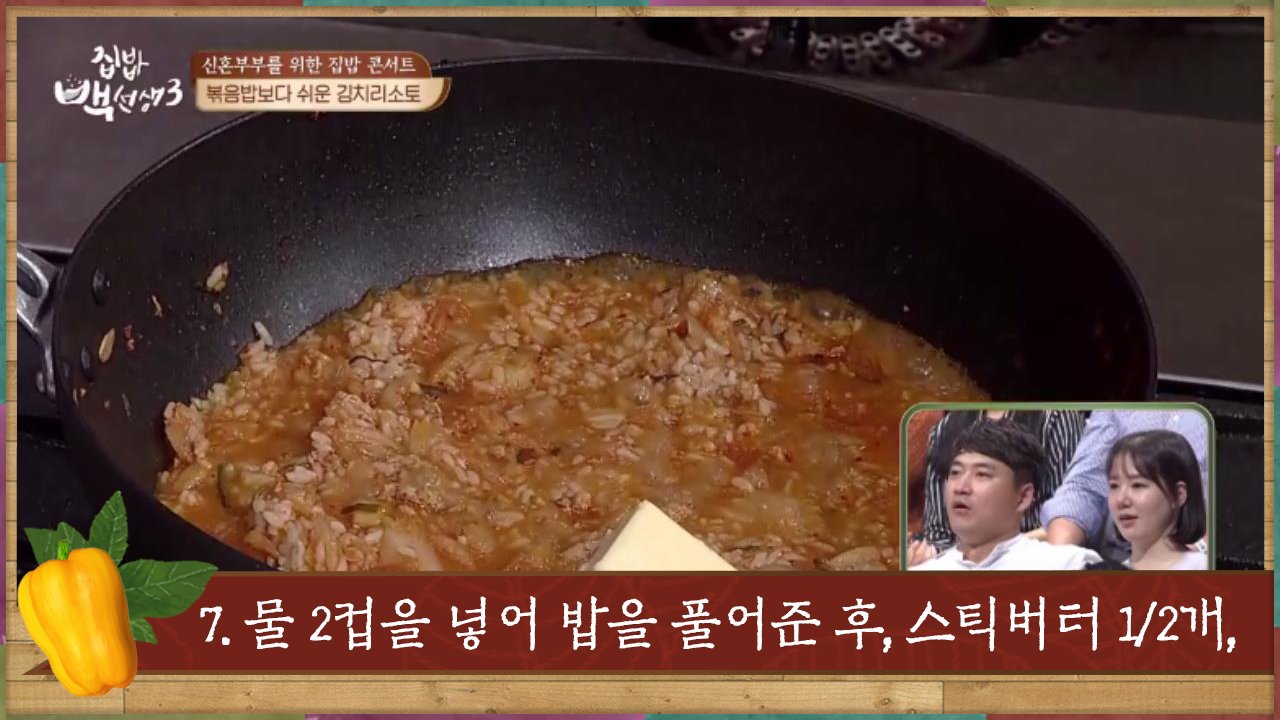 집밥
백선생3
신혼부부를 위한 집밥 콘서트
볶음밥보다 쉬운 김치리소토
7. 물 2컵을 넣어 밥을 풀어준 후, 스틱버터 1/2개,